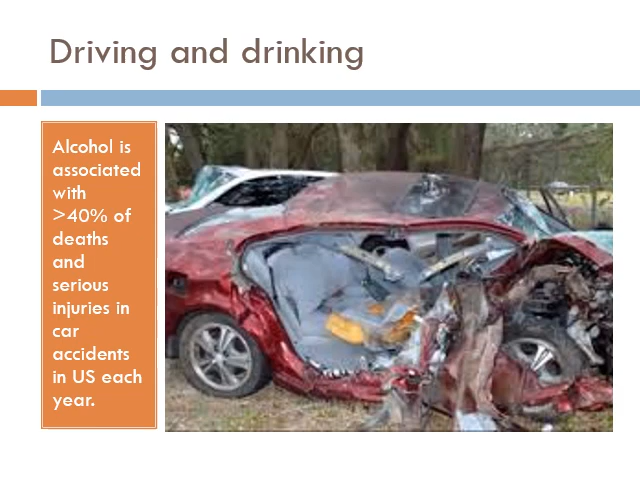 Driving and drinking
Alcohol is
associated
with
>40% of
deaths
and
serious
injuries in
car
accidents
in US each
year.